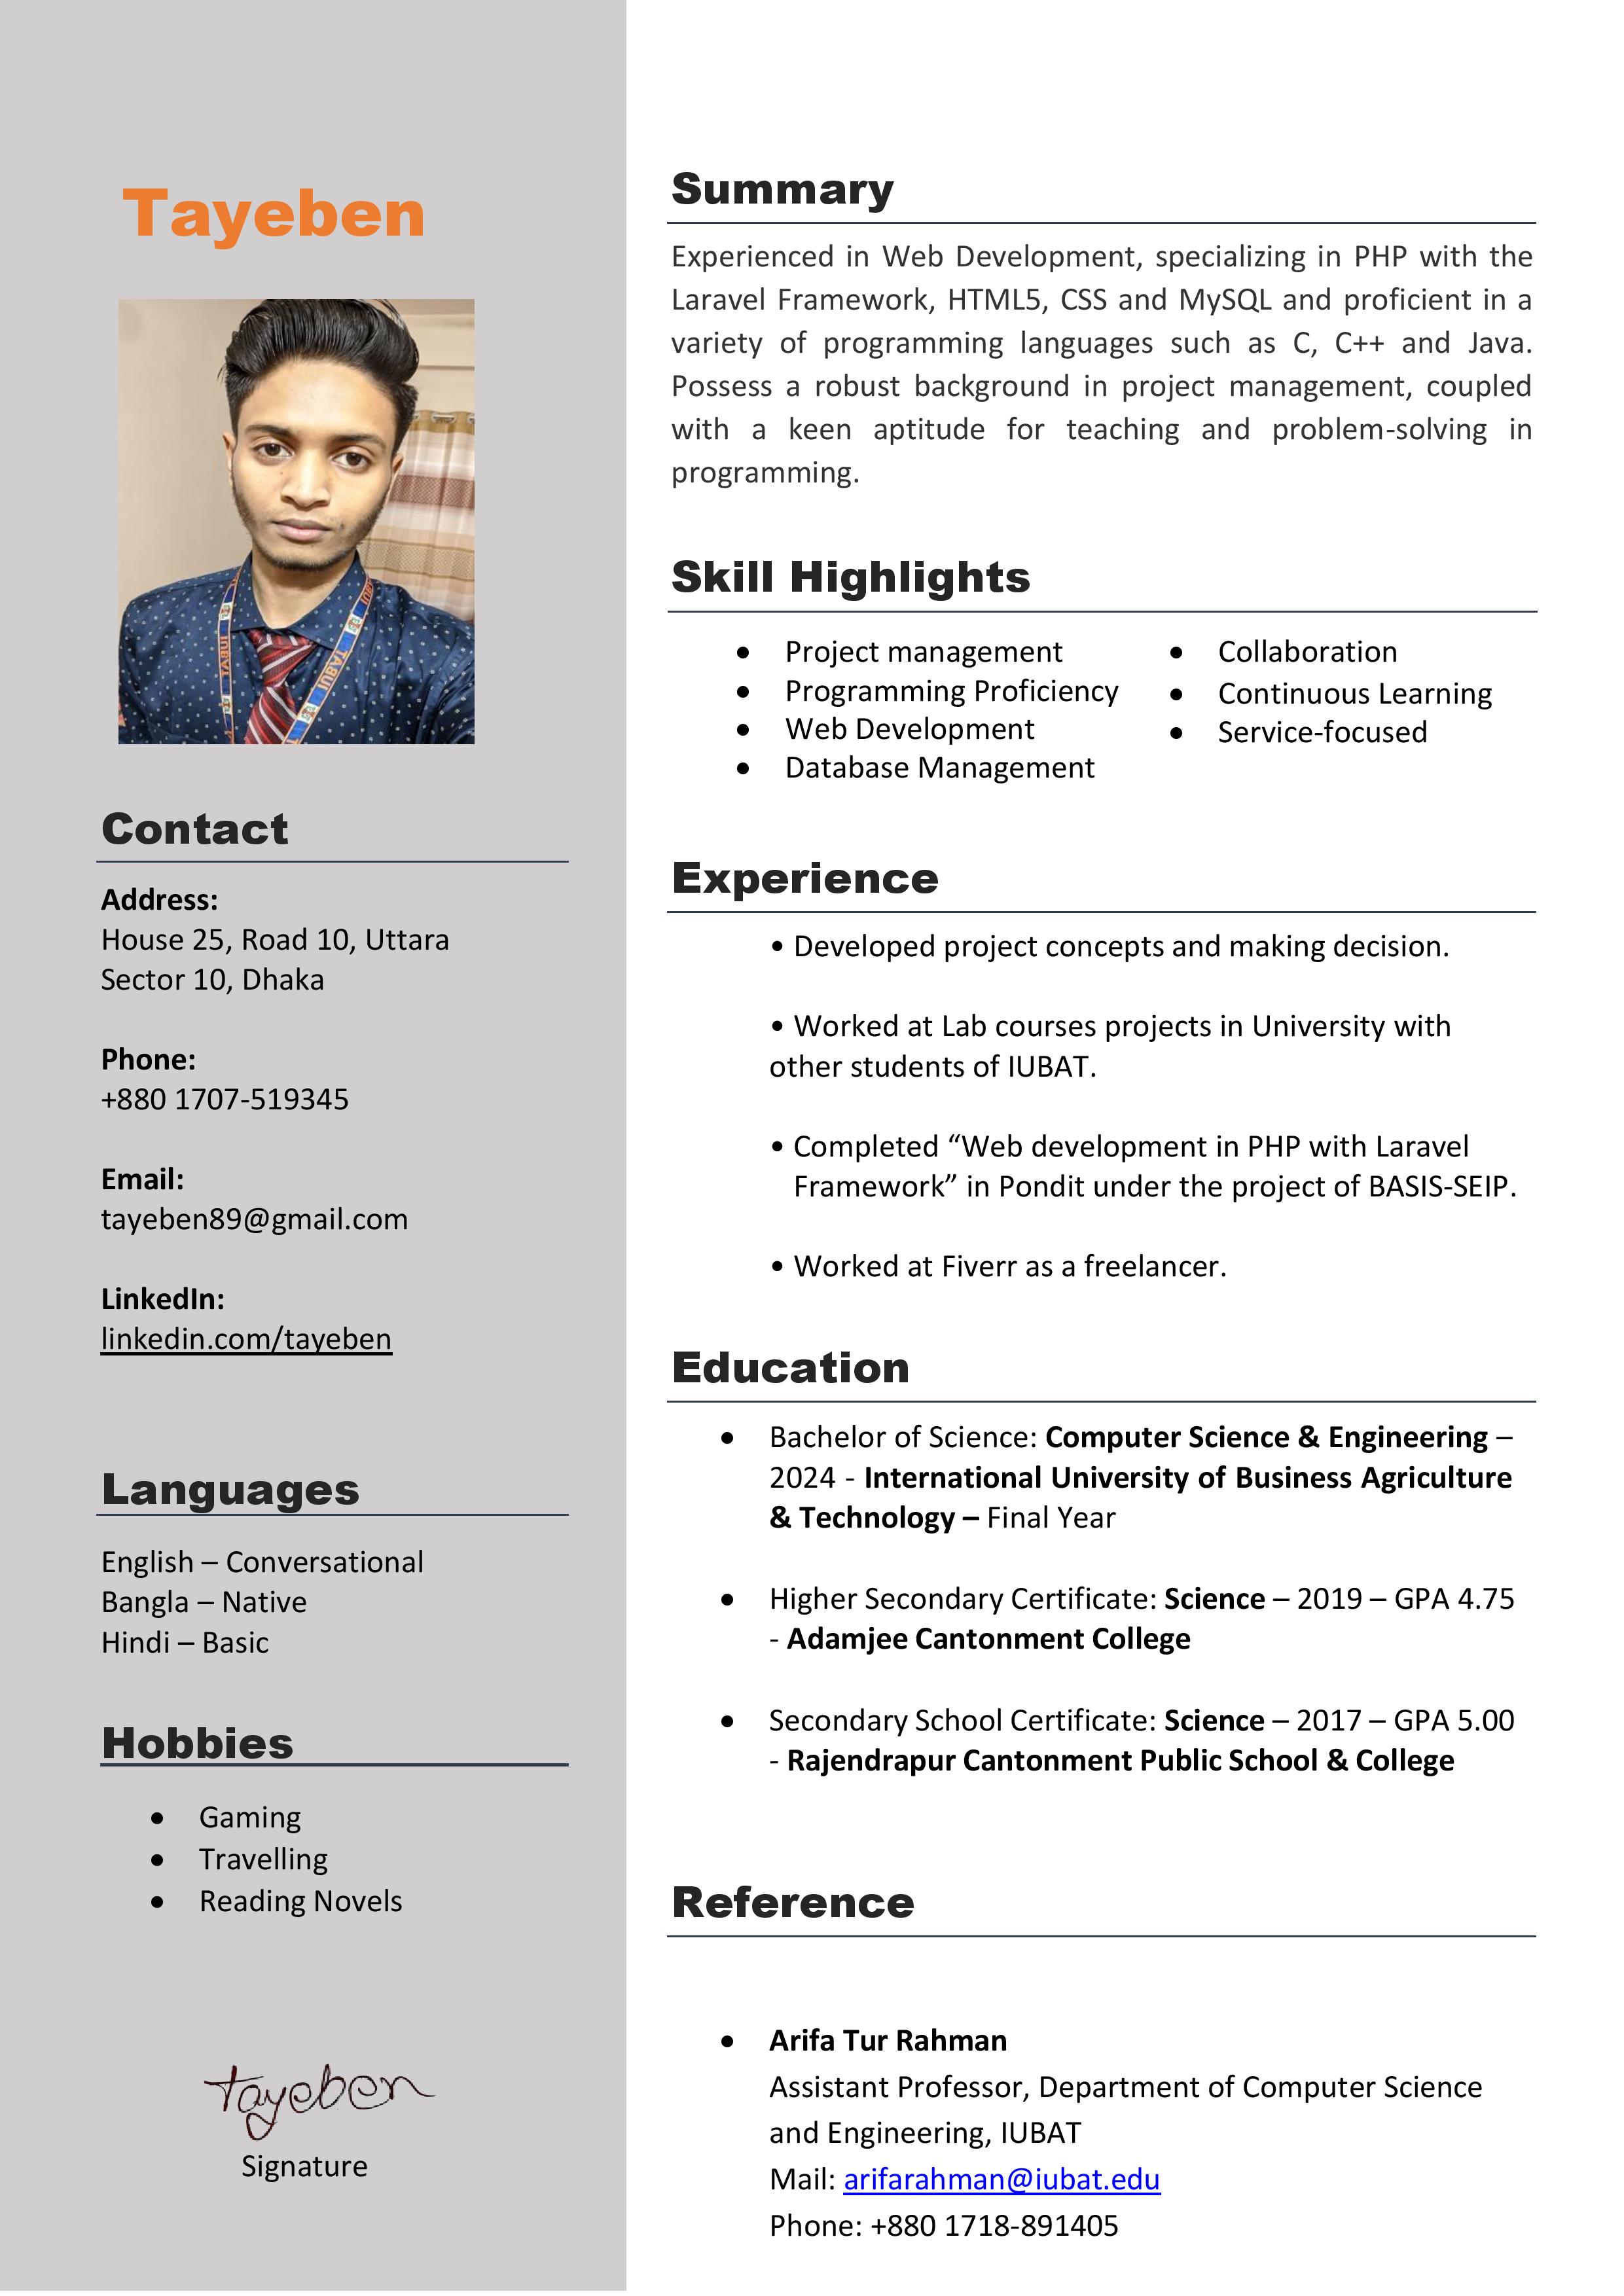 Tayeben
Contact
Address:
House 25, Road 10, Uttara
Sector 10, Dhaka
Phone:
+880 1707-519345
Email:
tayeben89@gmail.com
LinkedIn:
linkedin.com/tayeben
Languages
English – Conversational
Bangla – Native
Hindi – Basic
Hobbies
• Gaming
• Travelling
• Reading Novels
tayeben
Signature
Summary
Experienced in Web Development, specializing in PHP with the
Laravel Framework, HTML5, CSS and MySQL and proficient in a
variety of programming languages such as C, C++ and Java.
Possess a robust background in project management, coupled
with a keen aptitude for teaching and problem-solving in
programming.
Skill Highlights
• Project management
• Programming Proficiency
• Web Development
• Database Management
• Collaboration
• Continuous Learning
• Service-focused
Experience
• Developed project concepts and making decision.
• Worked at Lab courses projects in University with
other students of IUBAT.
• Completed “Web development in PHP with Laravel
Framework” in Pondit under the project of BASIS-SEIP.
• Worked at Fiverr as a freelancer.
Education
• Bachelor of Science: Computer Science & Engineering –
2024 - International University of Business Agriculture
& Technology – Final Year
• Higher Secondary Certificate: Science – 2019 – GPA 4.75
- Adamjee Cantonment College
• Secondary School Certificate: Science – 2017 – GPA 5.00
- Rajendrapur Cantonment Public School & College
Reference
• Arifa Tur Rahman
Assistant Professor, Department of Computer Science
and Engineering, IUBAT
Mail: arifarahman@iubat.edu
Phone: +880 1718-891405